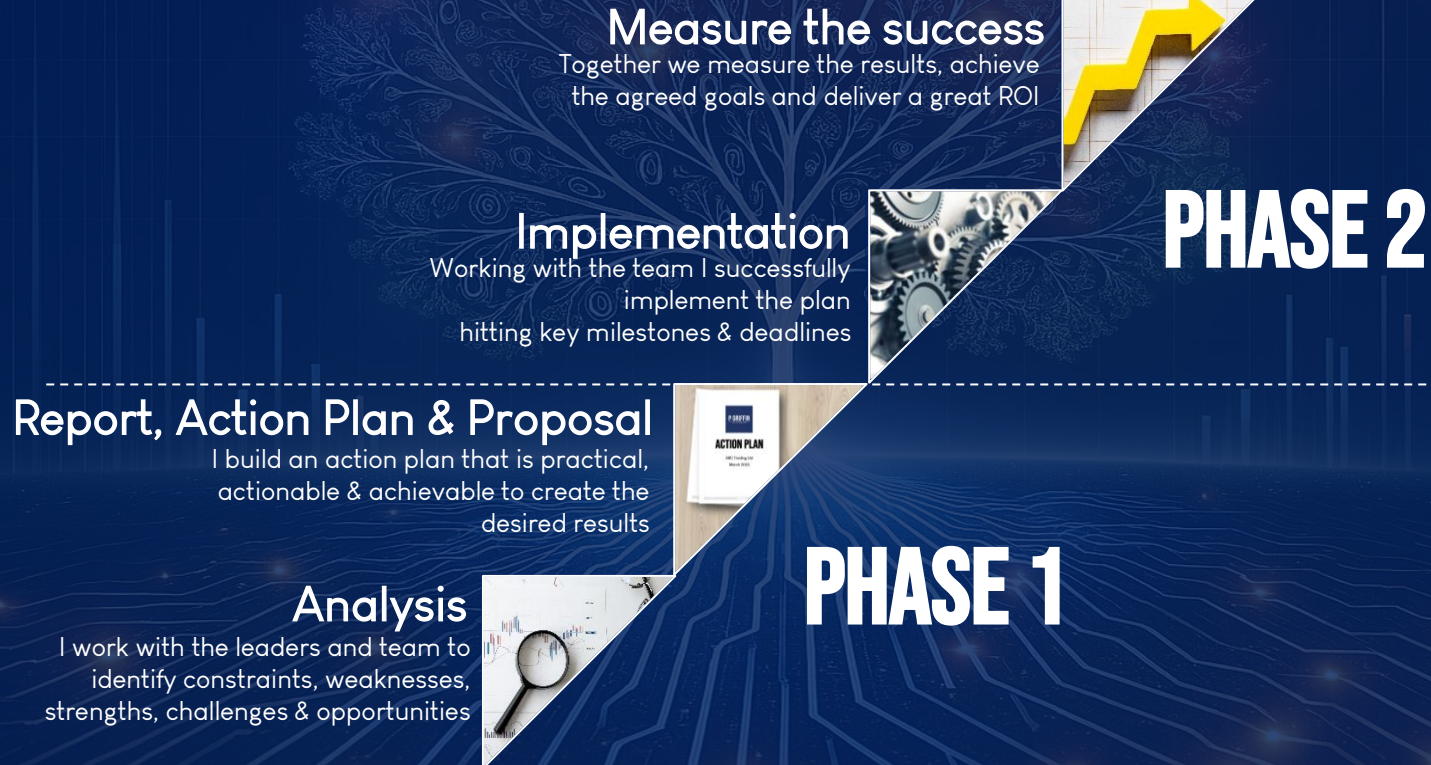 Measure the success
Together we measure the results, achieve
the agreed goals and deliver a great ROI
PHASE 2
Implementation
Working with the team I successfully
implement the plan
hitting key milestones & deadlines
Report, Action Plan & Proposal
I build an action plan that is practical,
actionable & achievable to create the
desired results
P GRIFFIN
ACTION PLAN
PHASE 1
Analysis
I work with the leaders and team to
identify constraints, weaknesses,
strengths, challenges & opportunities